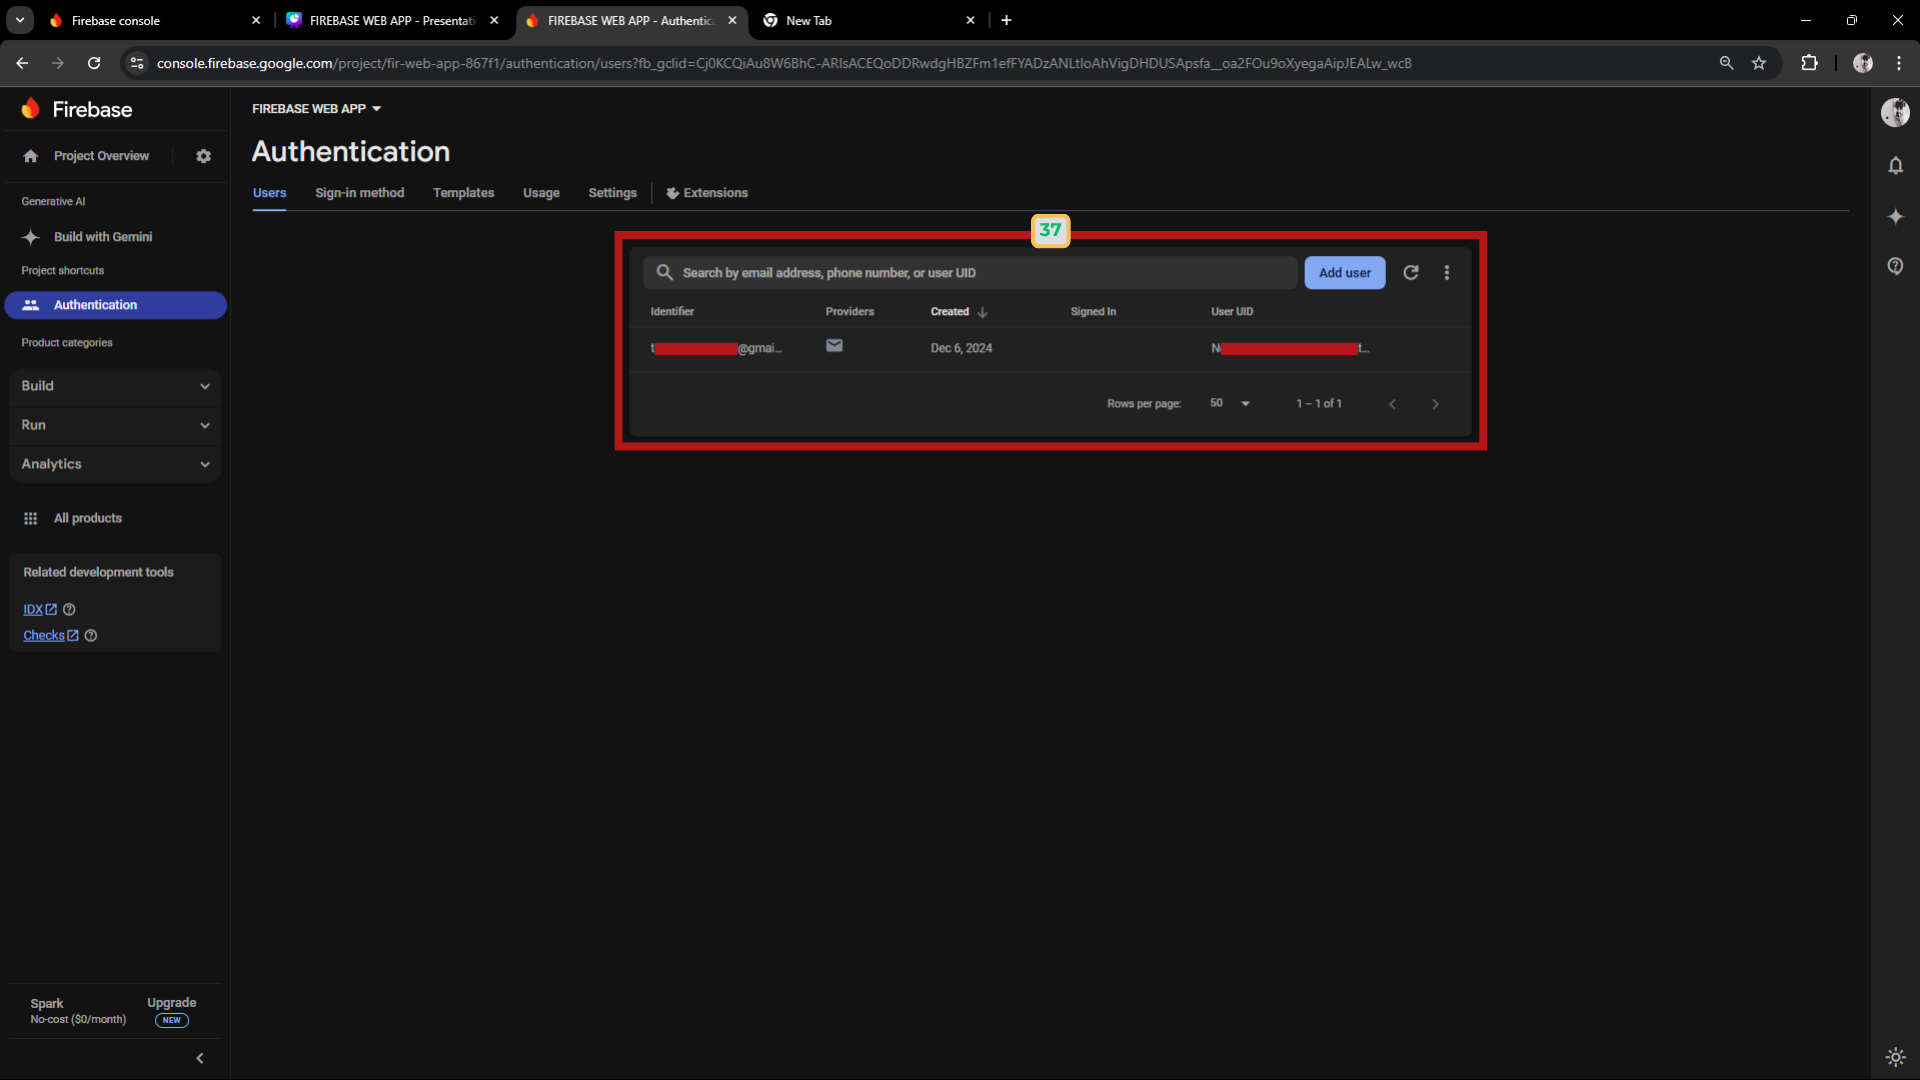 Firebase console
FIREBASE WEB APP - Presentati
FIREBASE WEB APP - Authentic
New Tab
console.firebase.google.com/project/fir-web-app-867f1/authentication/users?fb_gclid=Cj0KCQiAu8W6BhC-ARIsACEQoDDRwdgHBZFm1efFYADzANLtIoAhVigDHDUSApsfa__oa2FOu9oXyegaAipJEALw_wcB
Firebase
Project Overview
Generative AI
Build with Gemini
Project shortcuts
Authentication
Product categories
Build
Run
Analytics
All products
Related development tools
IDX
Checks
Spark
No-cost ($0/month)
Upgrade
NEW
FIREBASE WEB APP
Authentication
Users Sign-in method Templates Usage Settings Extensions
37
Search by email address, phone number, or user UID Add user
Identifier Providers Created Signed In User UID
t @gmai... Dec 6, 2024 N t...
Rows per page: 50 1 – 1 of 1